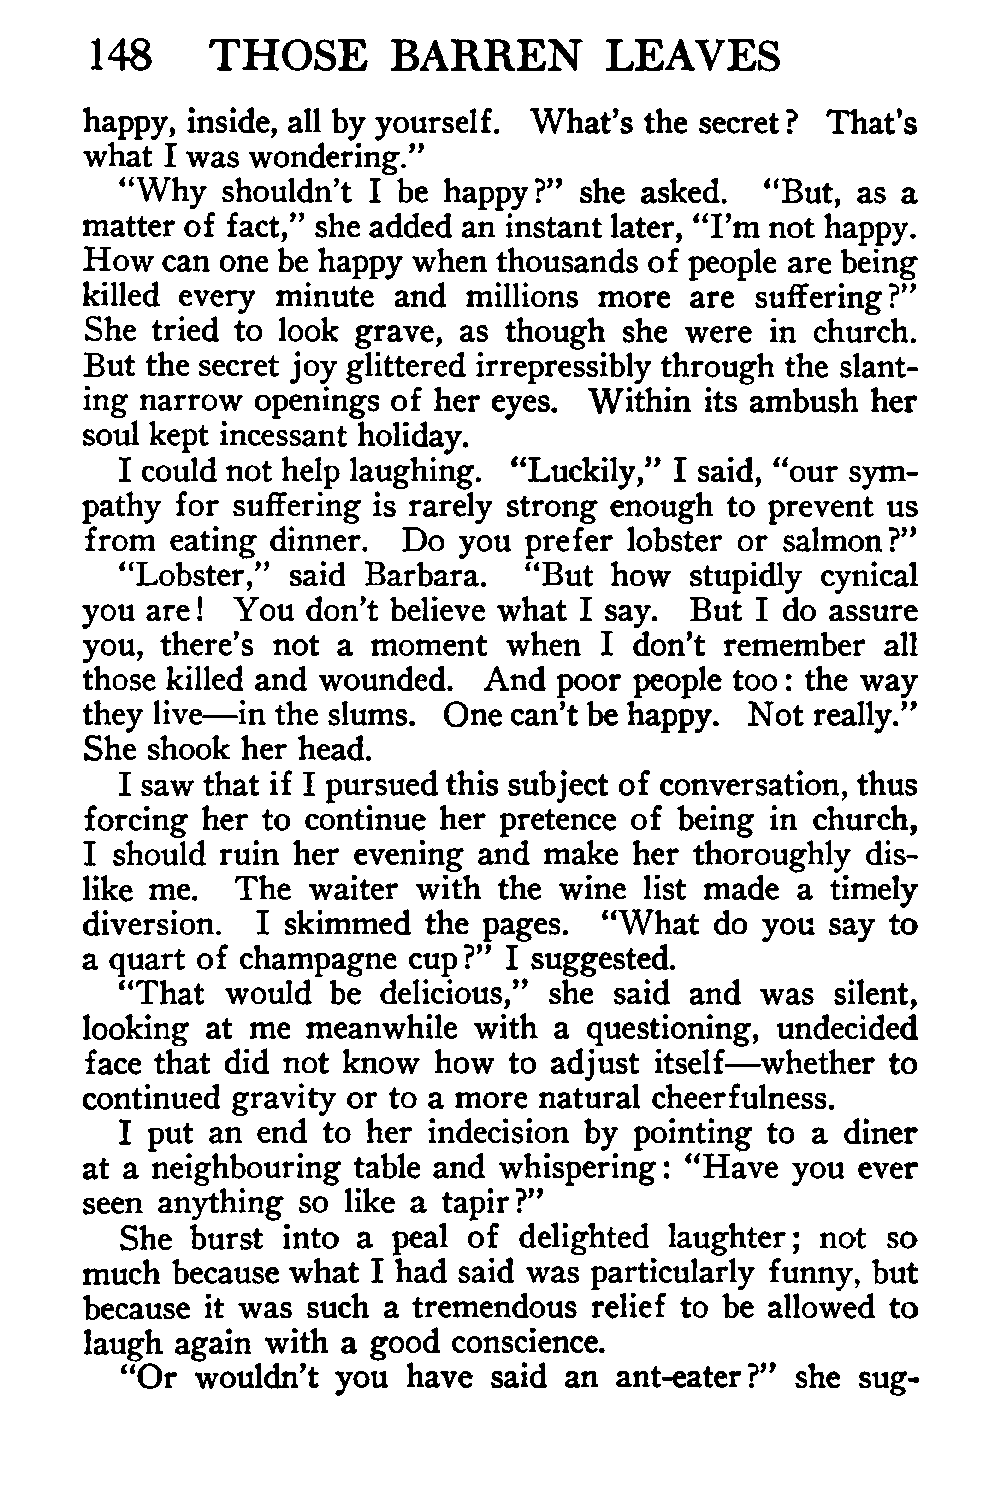 148 THOSE BARREN LEAVES
happy, inside, all by yourself. What's the secret? That's
what I was wondering."
"Why shouldn't I be happy?" she asked. "But, as a
matter of fact," she added an instant later, "I'm not happy.
How can one be happy when thousands of people are being
killed every minute and millions more are suffering?"
She tried to look grave, as though she were in church.
But the secret joy glittered irrepressibly through the slant-
ing narrow openings of her eyes. Within its ambush her
soul kept incessant holiday.
I could not help laughing. "Luckily," I said, "our sym-
pathy for suffering is rarely strong enough to prevent us
from eating dinner. Do you prefer lobster or salmon?"
"Lobster," said Barbara. "But how stupidly cynical
you are! You don't believe what I say. But I do assure
you, there's not a moment when I don't remember all
those killed and wounded. And poor people too: the way
they live—in the slums. One can't be happy. Not really."
She shook her head.
I saw that if I pursued this subject of conversation, thus
forcing her to continue her pretence of being in church,
I should ruin her evening and make her thoroughly dis-
like me. The waiter with the wine list made a timely
diversion. I skimmed the pages. "What do you say to
a quart of champagne cup?" I suggested.
"That would be delicious," she said and was silent,
looking at me meanwhile with a questioning, undecided
face that did not know how to adjust itself—whether to
continued gravity or to a more natural cheerfulness.
I put an end to her indecision by pointing to a diner
at a neighbouring table and whispering: "Have you ever
seen anything so like a tapir?"
She burst into a peal of delighted laughter; not so
much because what I had said was particularly funny, but
because it was such a tremendous relief to be allowed to
laugh again with a good conscience.
"Or wouldn't you have said an ant-eater?" she sug-